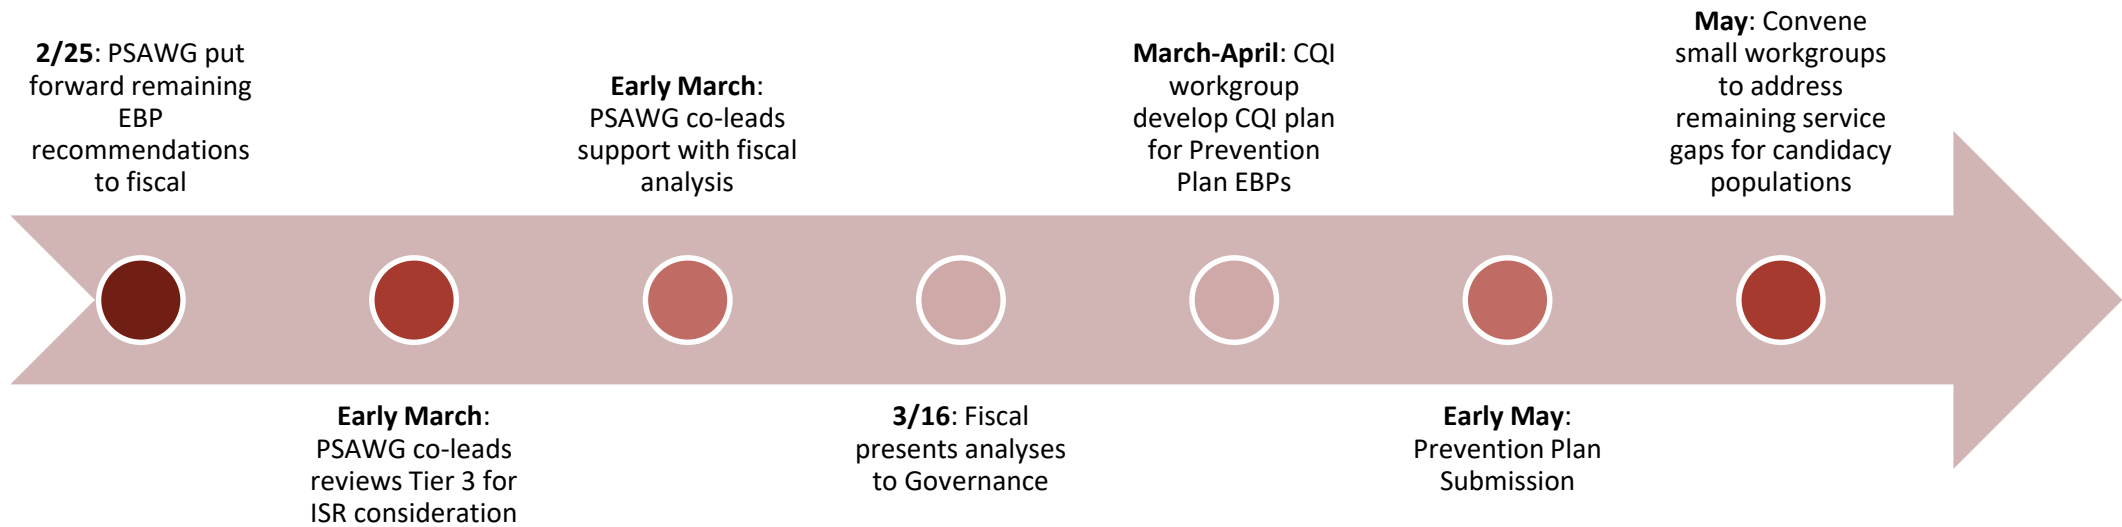 2/25: PSAWG put
forward remaining
EBP
recommendations
to fiscal
Early March:
PSAWG co-leads
reviews Tier 3 for
ISR consideration
Early March:
PSAWG co-leads
support with fiscal
analysis
3/16: Fiscal
presents analyses
to Governance
March-April: CQI
workgroup
develop CQI plan
for Prevention
Plan EBPs
Early May:
Prevention Plan
Submission
May: Convene
small workgroups
to address
remaining service
gaps for candidacy
populations